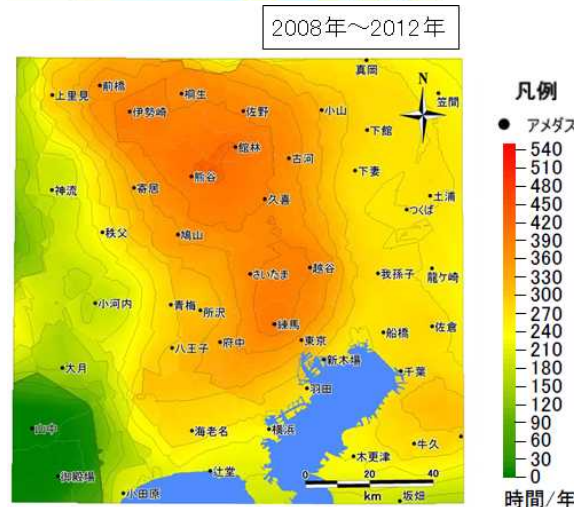 2008年～2012年
真岡
前橋
桐生
上里見
笠間
伊勢崎
佐野
小山
N
下館
館林
古河
熊谷
下妻
神流
寄居
久喜
土浦
つくば
秩父
鳩山
さいたま
越谷
我孫子
龍ケ崎
小河内
青梅
所沢
練馬
船橋
佐倉
八王子
府中
東京
新木場
大月
千葉
羽田
山中
海老名
横浜
牛久
木更津
御殿場
辻堂
0 20 40
km
小田原
坂畑
凡例
アメダス
540
510
480
450
420
390
360
330
300
270
240
210
180
150
120
90
60
30
0
時間/年